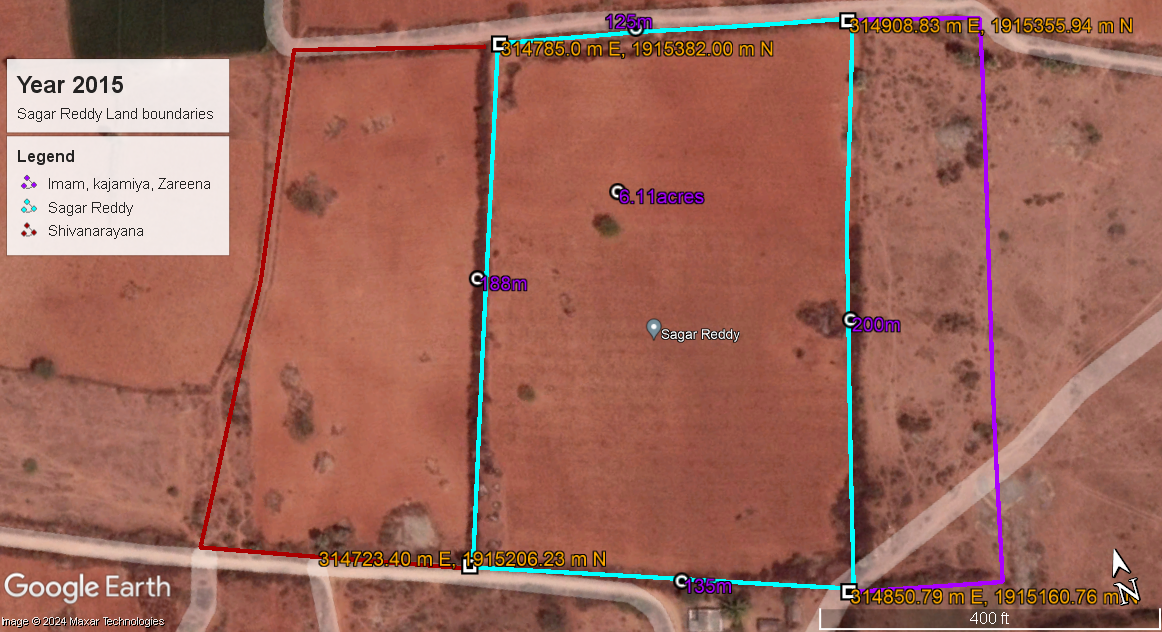 125m
314908.83 m E, 1915355.94 m N
314785.0 m E, 1915382.00 m N
Year 2015
Sagar Reddy Land boundaries
Legend
Imam, kajamiya, Zareena
Sagar Reddy
Shivanarayana
6.11acres
188m
200m
Sagar Reddy
314723.40 m E, 1915206.23 m N
135m
314850.79 m E, 1915160.76 m N
N
Google Earth
400 ft
Image © 2024 Maxar Technologies